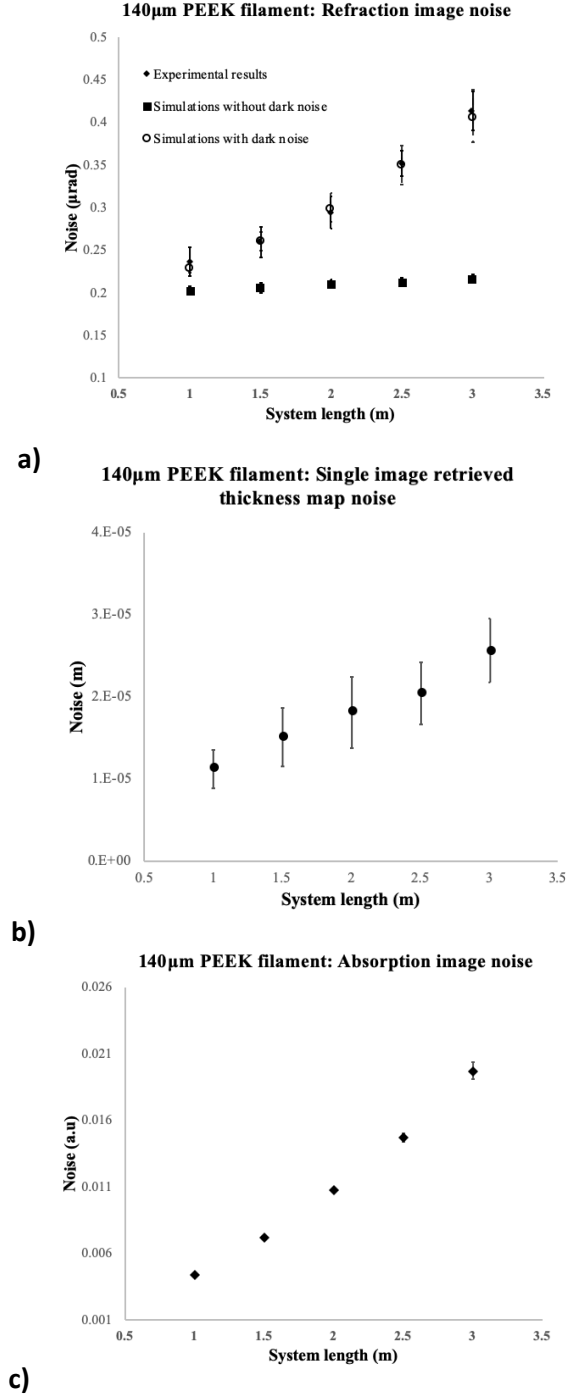 140µm PEEK filament: Refraction image noise
0.5
0.45
0.4
0.35
0.3
0.25
0.2
0.15
0.1
Noise (µrad)
Experimental results
Simulations without dark noise
Simulations with dark noise
0.5 1 1.5 2 2.5 3 3.5
System length (m)
a)
140µm PEEK filament: Single image retrieved
thickness map noise
4.E-05
3.E-05
2.E-05
1.E-05
0.E+00
Noise (m)
0.5 1 1.5 2 2.5 3 3.5
System length (m)
b)
140µm PEEK filament: Absorption image noise
0.026
0.021
0.016
0.011
0.006
0.001
Noise (a.u)
0.5 1 1.5 2 2.5 3 3.5
System length (m)
c)